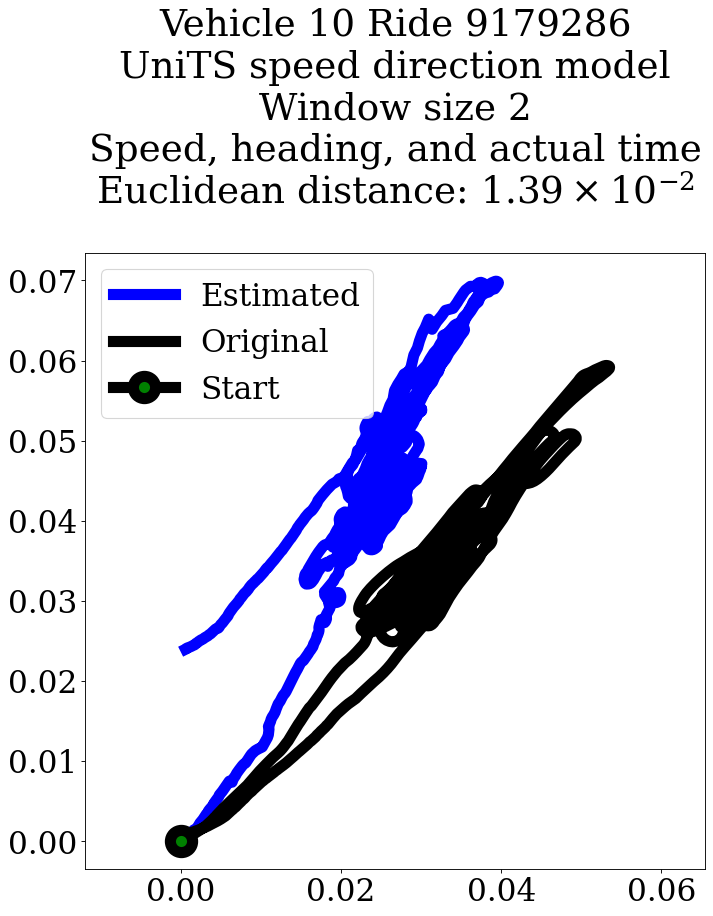 Vehicle 10 Ride 9179286
UniTS speed direction model
Window size 2
Speed, heading, and actual time
Euclidean distance: 1.39 × 10⁻²
Estimated
Original
Start
0.07
0.06
0.05
0.04
0.03
0.02
0.01
0.00
0.00 0.02 0.04 0.06